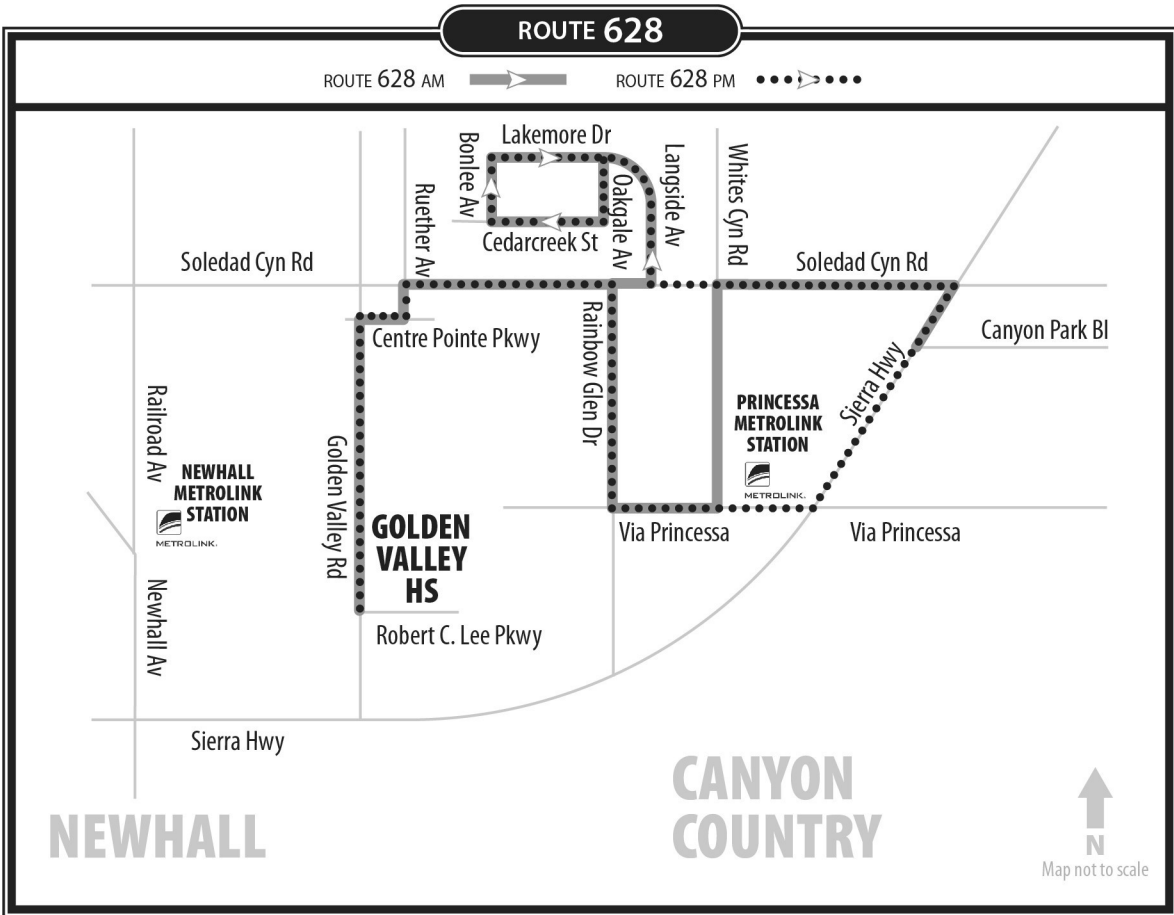 ROUTE 628
ROUTE 628 AM
ROUTE 628 PM
Lakemore Dr
Bonlee Av
Langside Av
Whites Cyn Rd
Oakgale Av
Ruether Av
Cedarcreek St
Soledad Cyn Rd
Soledad Cyn Rd
Centre Pointe Pkwy
Canyon Park Bl
Rainbow Glen Dr
Sierra Hwy
Railroad Av
PRINCESSA
METROLINK
STATION
METROLINK.
Golden Valley Rd
NEWHALL
METROLINK
STATION
METROLINK.
GOLDEN
VALLEY
HS
Via Princessa
Via Princessa
Newhall Av
Robert C. Lee Pkwy
Sierra Hwy
CANYON
COUNTRY
NEWHALL
N
Map not to scale